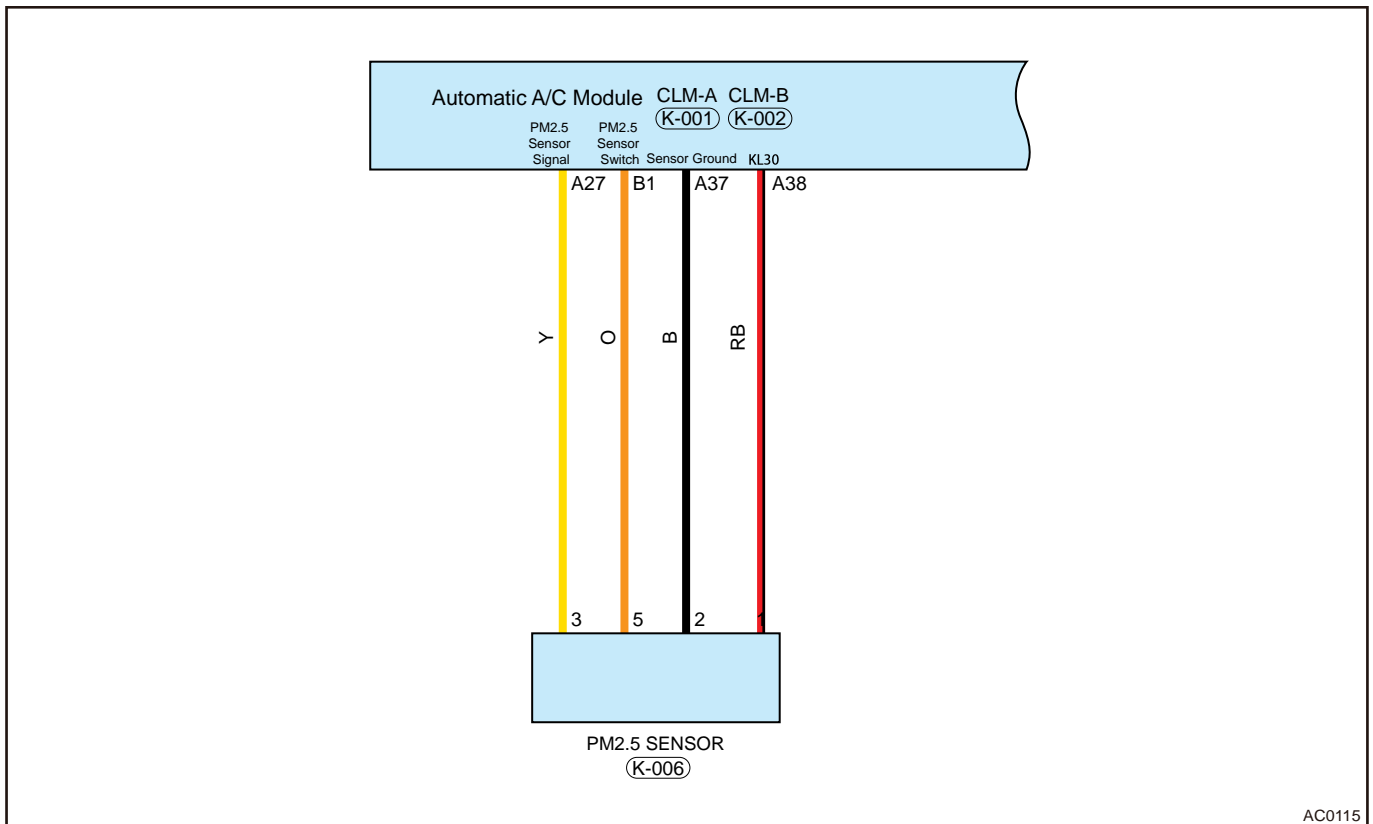 Automatic A/C Module
CLM-A CLM-B
K-001 K-002
PM2.5
Sensor
Signal
PM2.5
Sensor
Switch
Sensor Ground
KL30
A27 B1 A37 A38
Y O B RB
3 5 2 1
PM2.5 SENSOR
K-006
AC0115